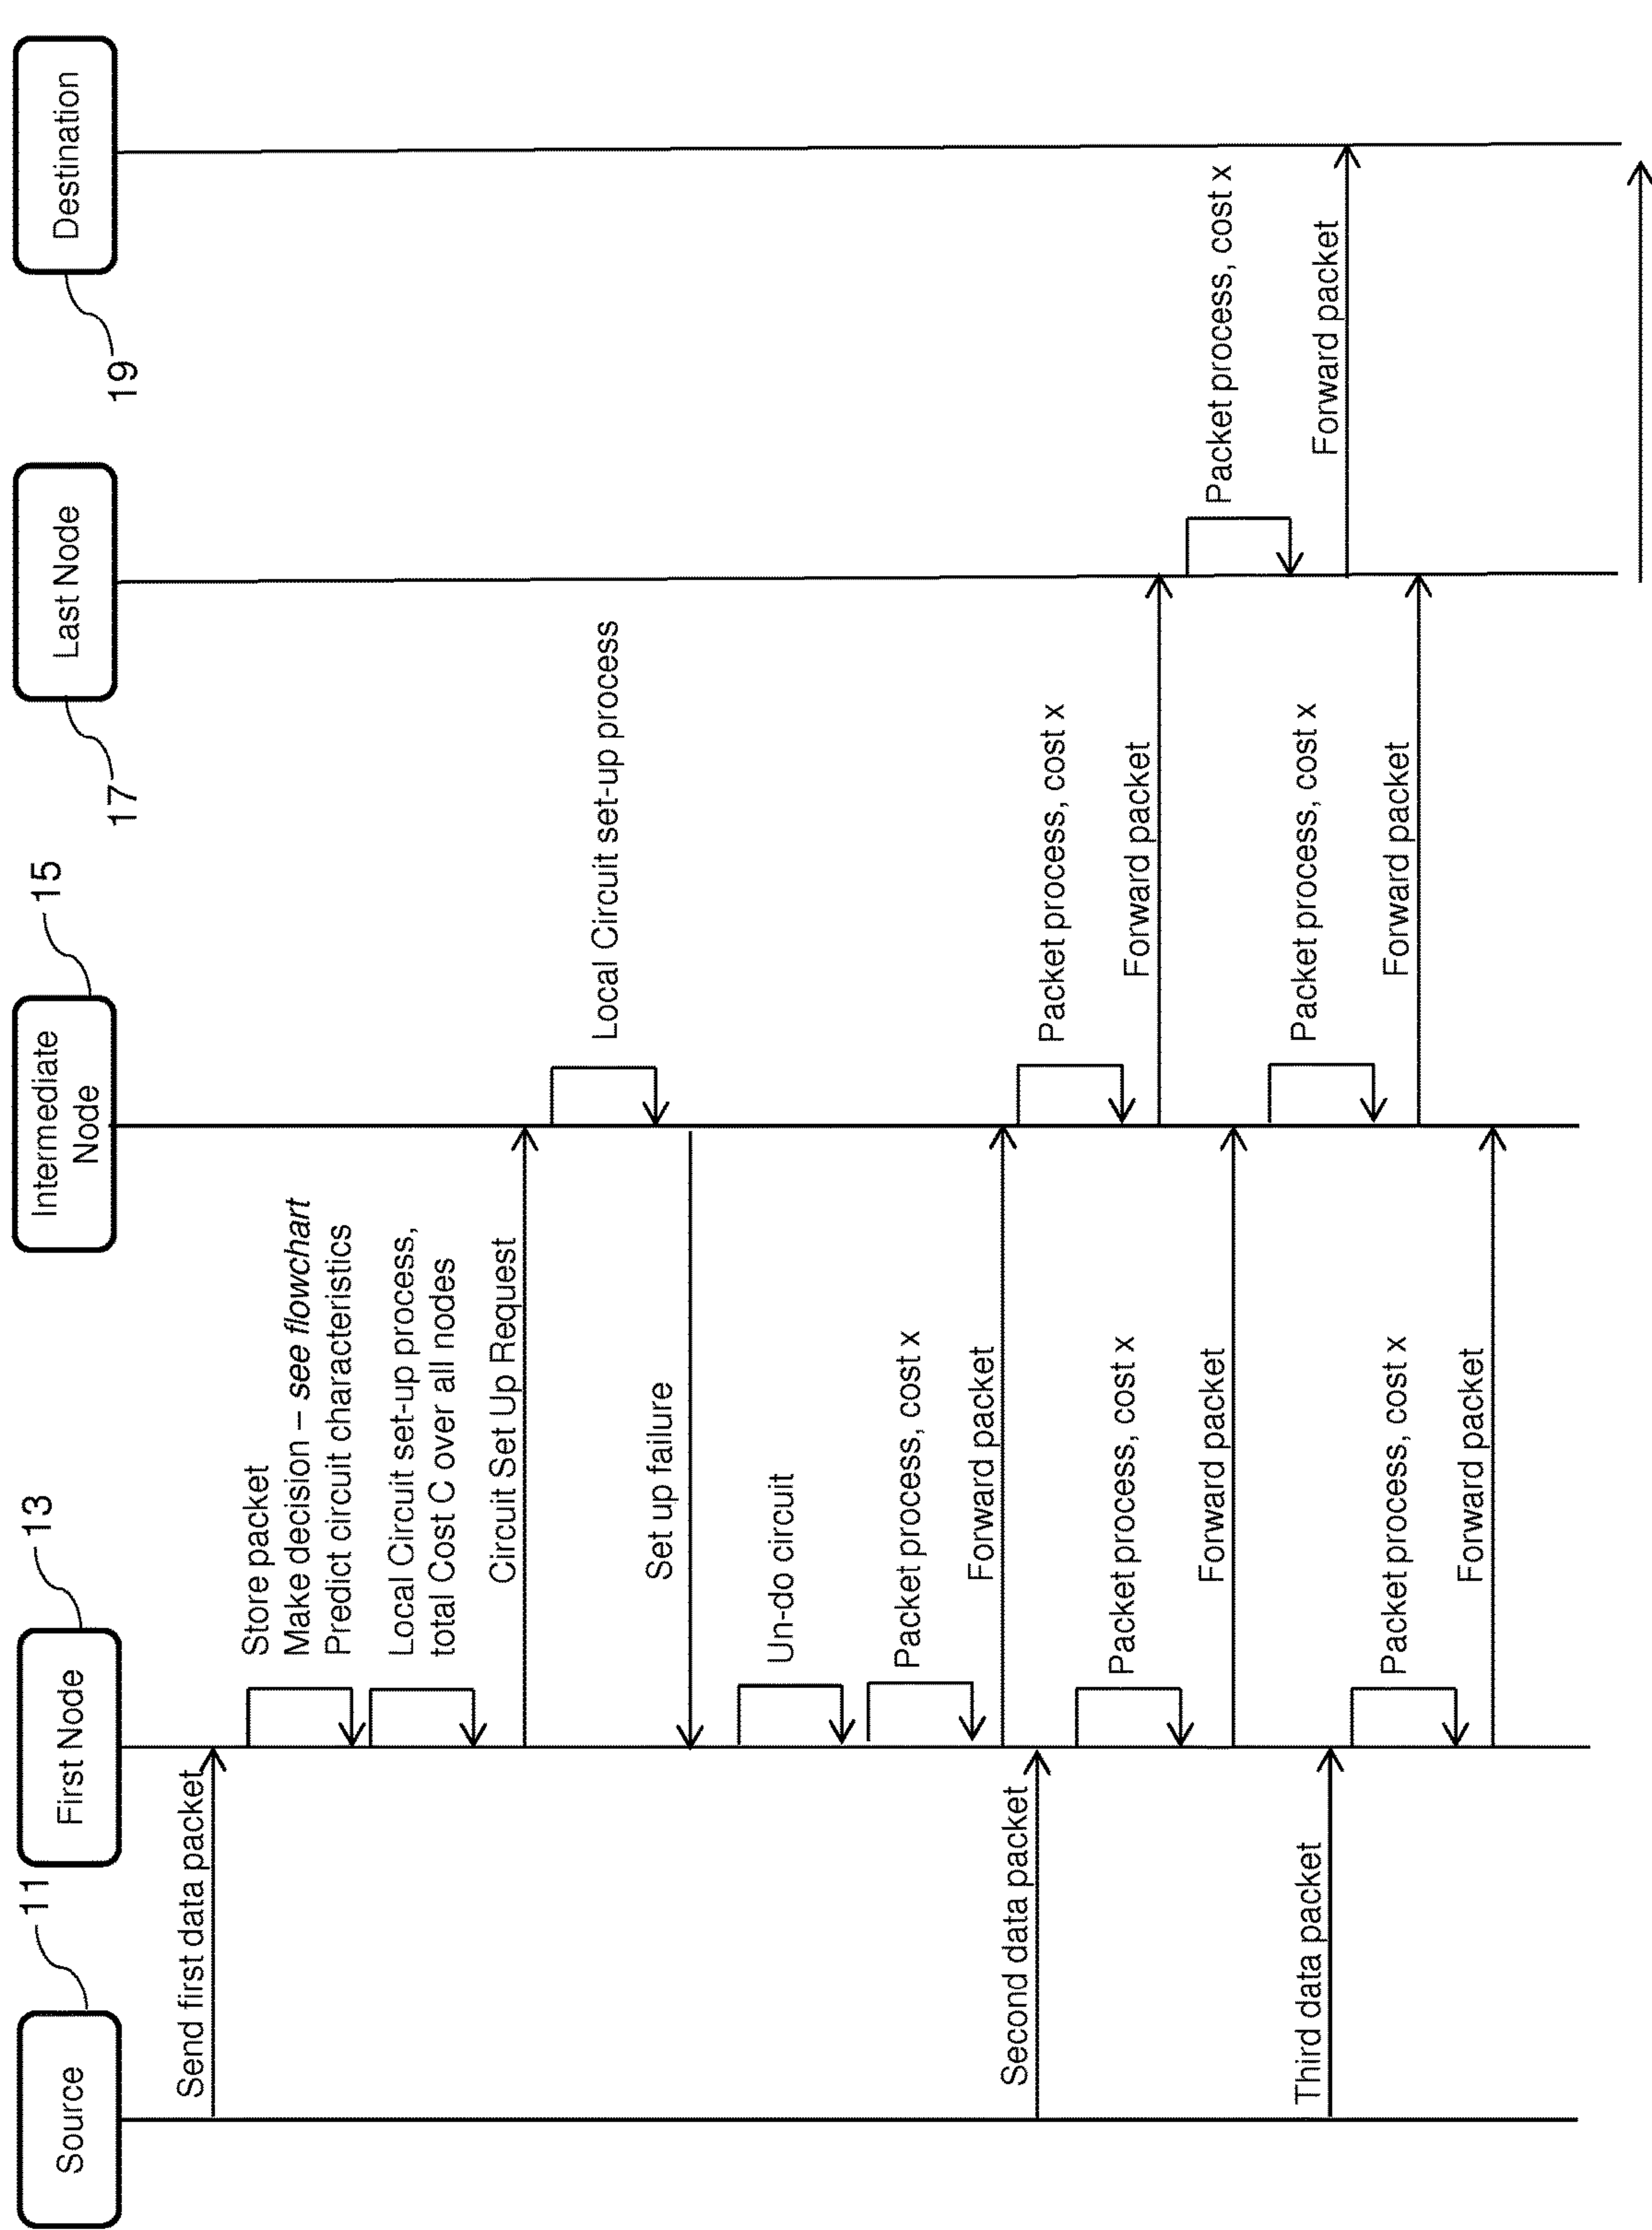 Source
11
First Node
13
Intermediate
Node
15
Last Node
17
Destination
19
Send first data packet
Store packet
Make decision – see flowchart
Predict circuit characteristics
Local Circuit set-up process,
total Cost C over all nodes
Circuit Set Up Request
Local Circuit set-up process
Set up failure
Un-do circuit
Packet process, cost x
Forward packet
Second data packet
Packet process, cost x
Packet process, cost x
Forward packet
Forward packet
Packet process, cost x
Third data packet
Packet process, cost x
Forward packet
Packet process, cost x
Forward packet
Forward packet